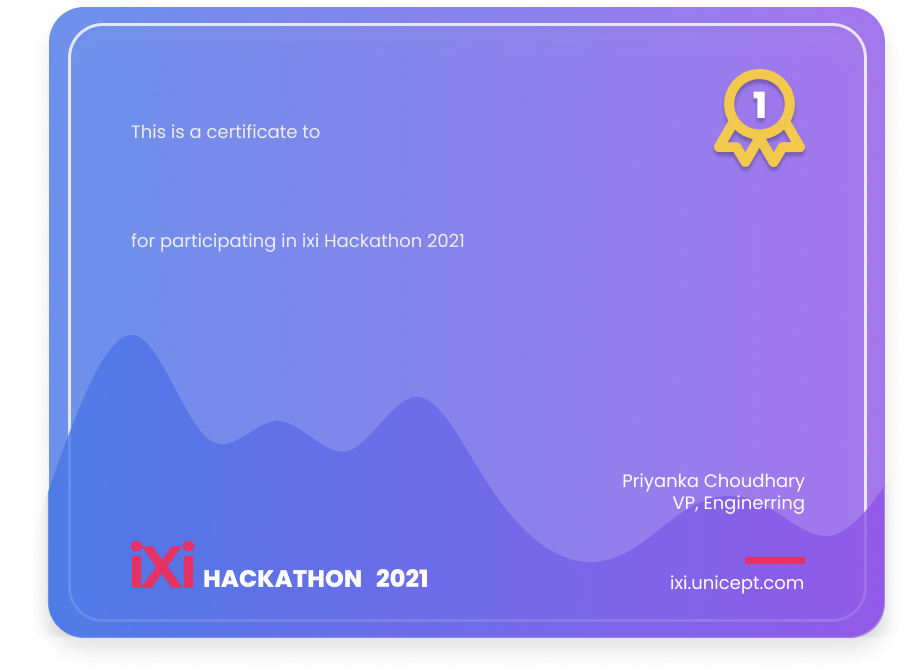 1
This is a certificate to
for participating in ixi Hackathon 2021
Priyanka Choudhary
VP, Enginerring
iXi HACKATHON 2021
ixi.unicept.com